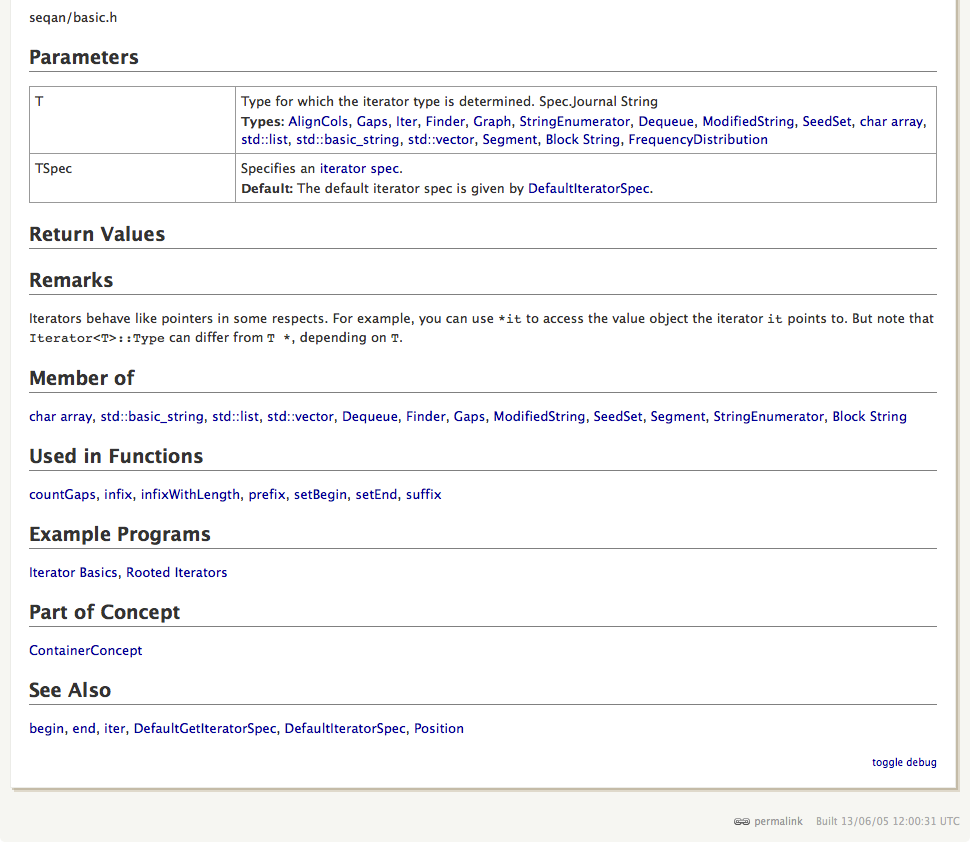 seqan/basic.h
Parameters
T
Type for which the iterator type is determined. Spec.Journal String
Types: AlignCols, Gaps, Iter, Finder, Graph, StringEnumerator, Dequeue, ModifiedString, SeedSet, char array,
std::list, std::basic_string, std::vector, Segment, Block String, FrequencyDistribution
TSpec
Specifies an iterator spec.
Default: The default iterator spec is given by DefaultIteratorSpec.
Return Values
Remarks
Iterators behave like pointers in some respects. For example, you can use *it to access the value object the iterator it points to. But note that
Iterator<T>::Type can differ from T *, depending on T.
Member of
char array, std::basic_string, std::list, std::vector, Dequeue, Finder, Gaps, ModifiedString, SeedSet, Segment, StringEnumerator, Block String
Used in Functions
countGaps, infix, infixWithLength, prefix, setBegin, setEnd, suffix
Example Programs
Iterator Basics, Rooted Iterators
Part of Concept
ContainerConcept
See Also
begin, end, iter, DefaultGetIteratorSpec, DefaultIteratorSpec, Position
toggle debug
permalink Built 13/06/05 12:00:31 UTC